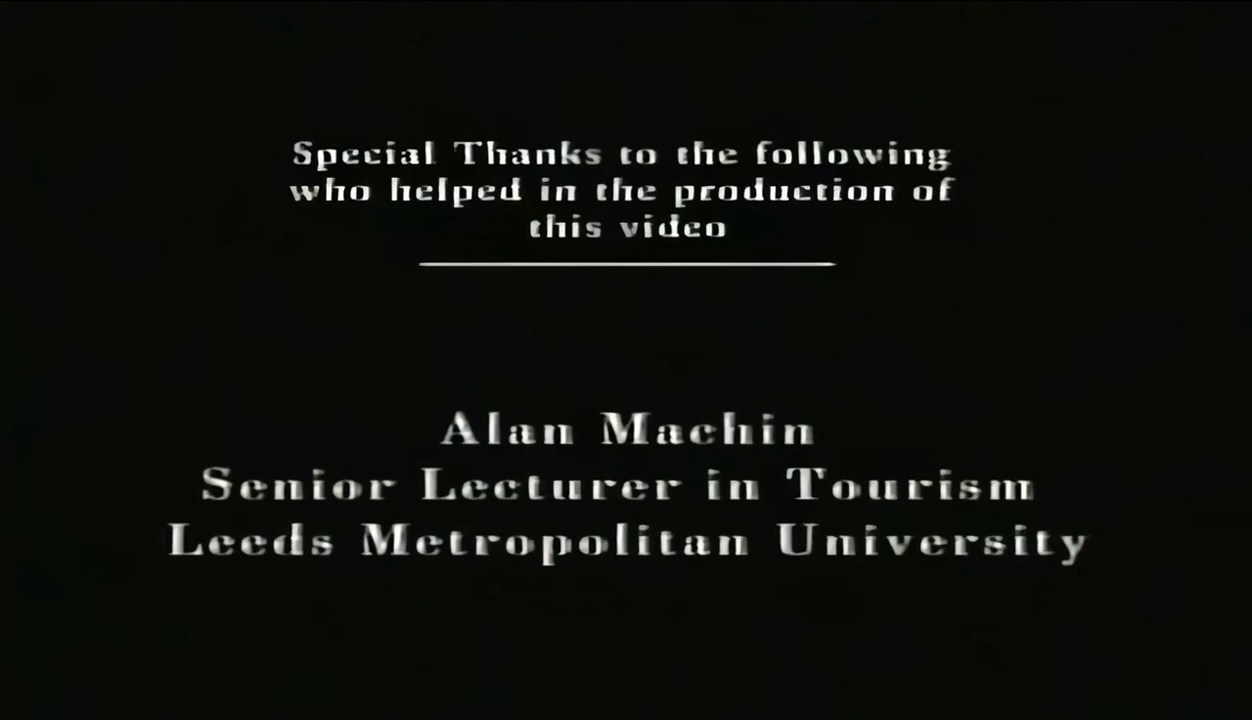 Special Thanks to the following
who helped in the production of
this video
Alan Machin
Senior Lecturer in Tourism
Leeds Metropolitan University